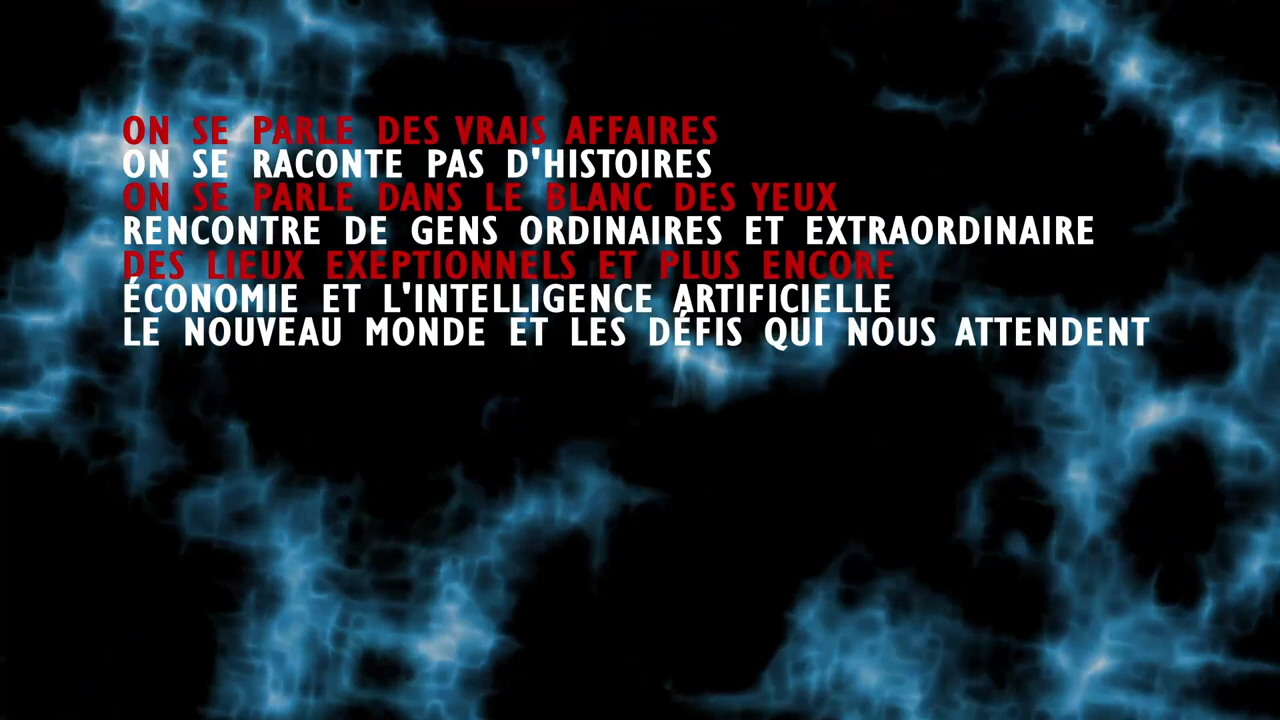 ON SE PARLE DES VRAIS AFFAIRES
ON SE RACONTE PAS D'HISTOIRES
ON SE PARLE DANS LE BLANC DES YEUX
RENCONTRE DE GENS ORDINAIRES ET EXTRAORDINAIRE
DES LIEUX EXEPTIONNELS ET PLUS ENCORE
ÉCONOMIE ET L'INTELLIGENCE ARTIFICIELLE
LE NOUVEAU MONDE ET LES DÉFIS QUI NOUS ATTENDENT